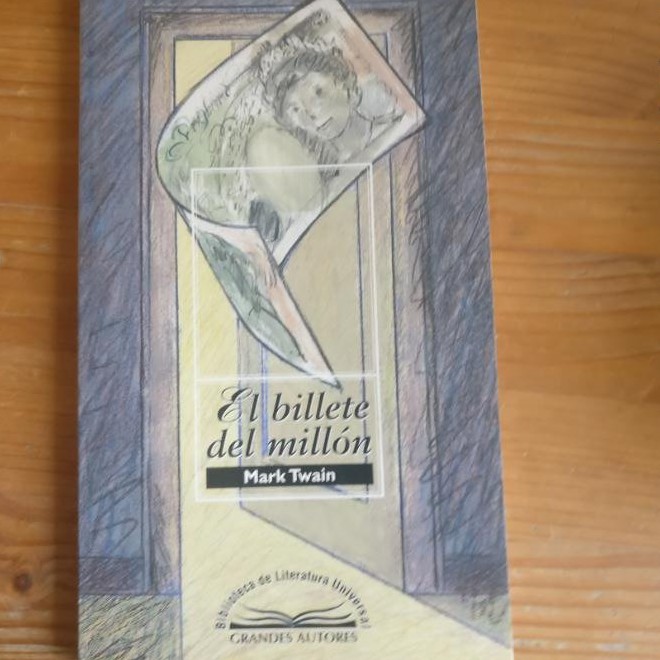 El billete
del millón
Mark Twain
Biblioteca de Literatura Universal
GRANDES AUTORES